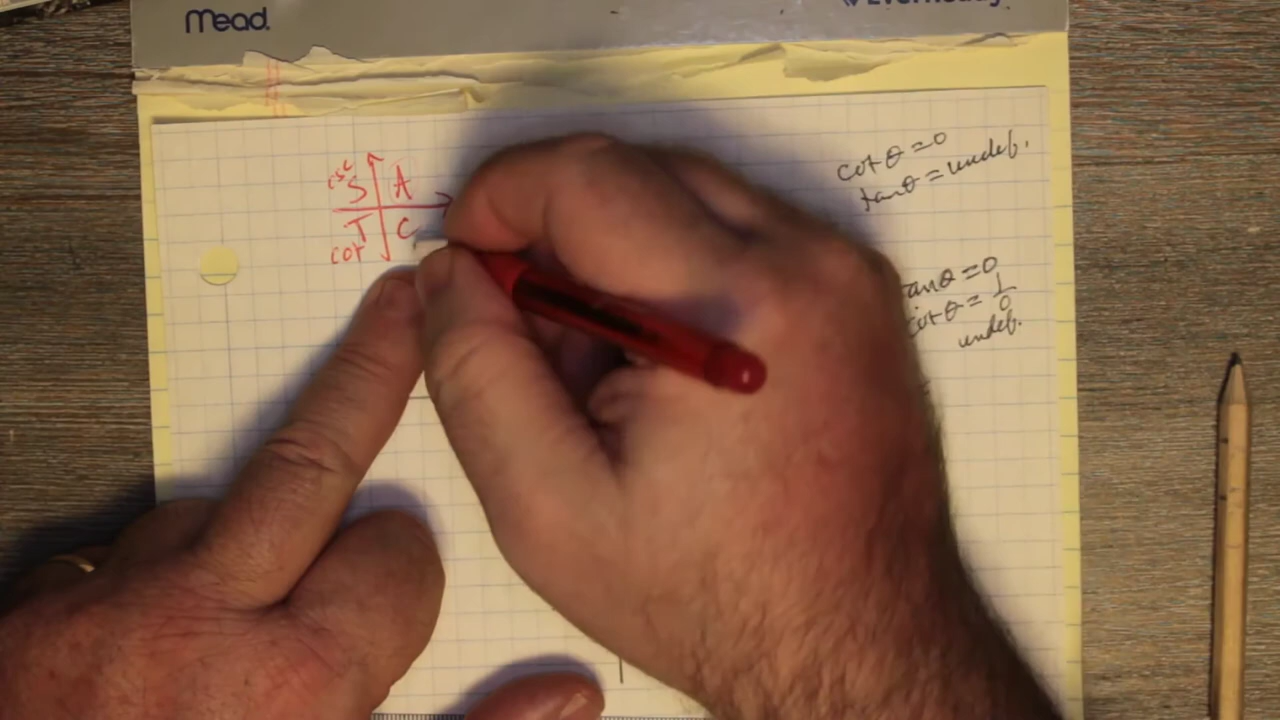 Mead.
csc
S A
T C
cot
cot θ = 0
tan θ = undef.
tan θ = 0
cot θ = 1/0
undef.